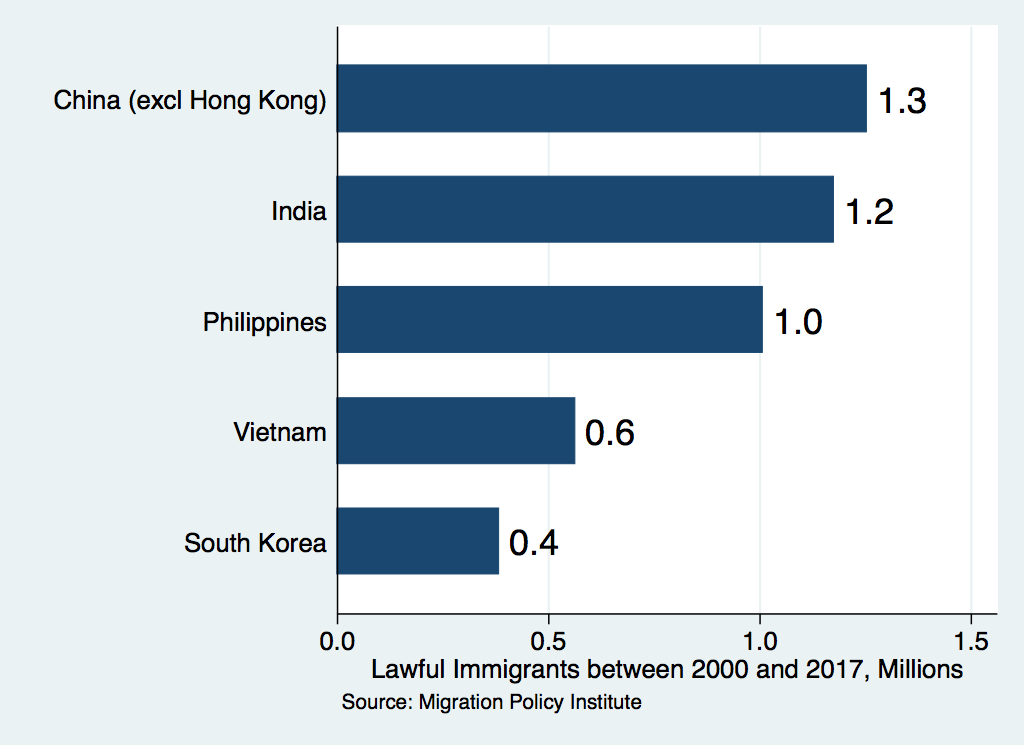 China (excl Hong Kong)
1.3
India
1.2
Philippines
1.0
Vietnam
0.6
South Korea
0.4
0.0 0.5 1.0 1.5
Lawful Immigrants between 2000 and 2017, Millions
Source: Migration Policy Institute